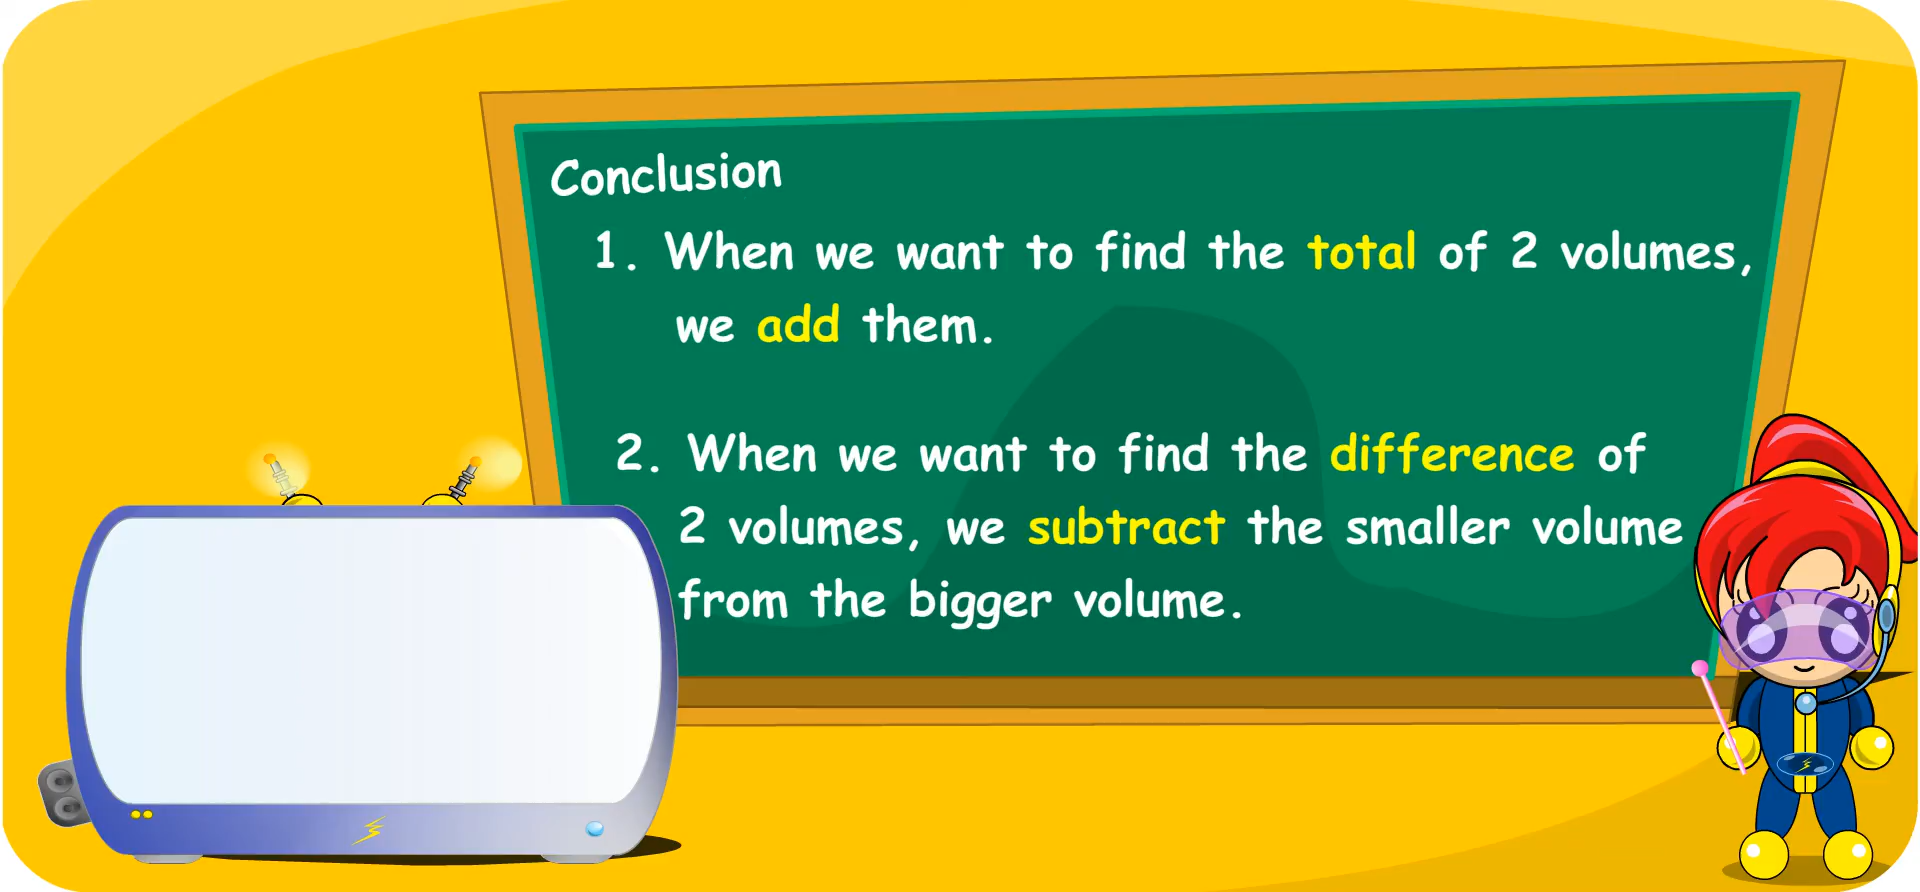 Conclusion
1. When we want to find the total of 2 volumes,
we add them.
2. When we want to find the difference of
2 volumes, we subtract the smaller volume
from the bigger volume.